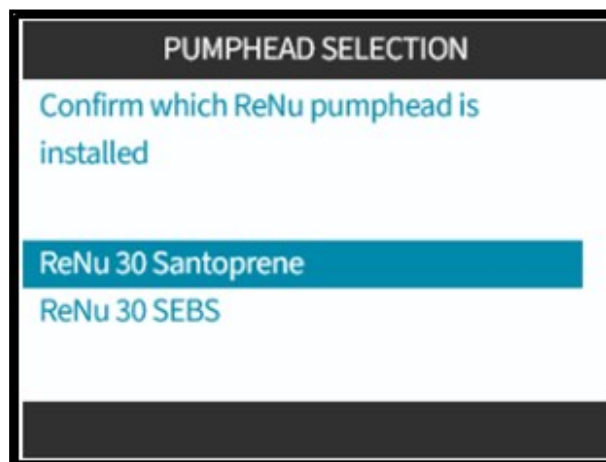 PUMPHEAD SELECTION
Confirm which ReNu pumphead is
installed
ReNu 30 Santoprene
ReNu 30 SEBS